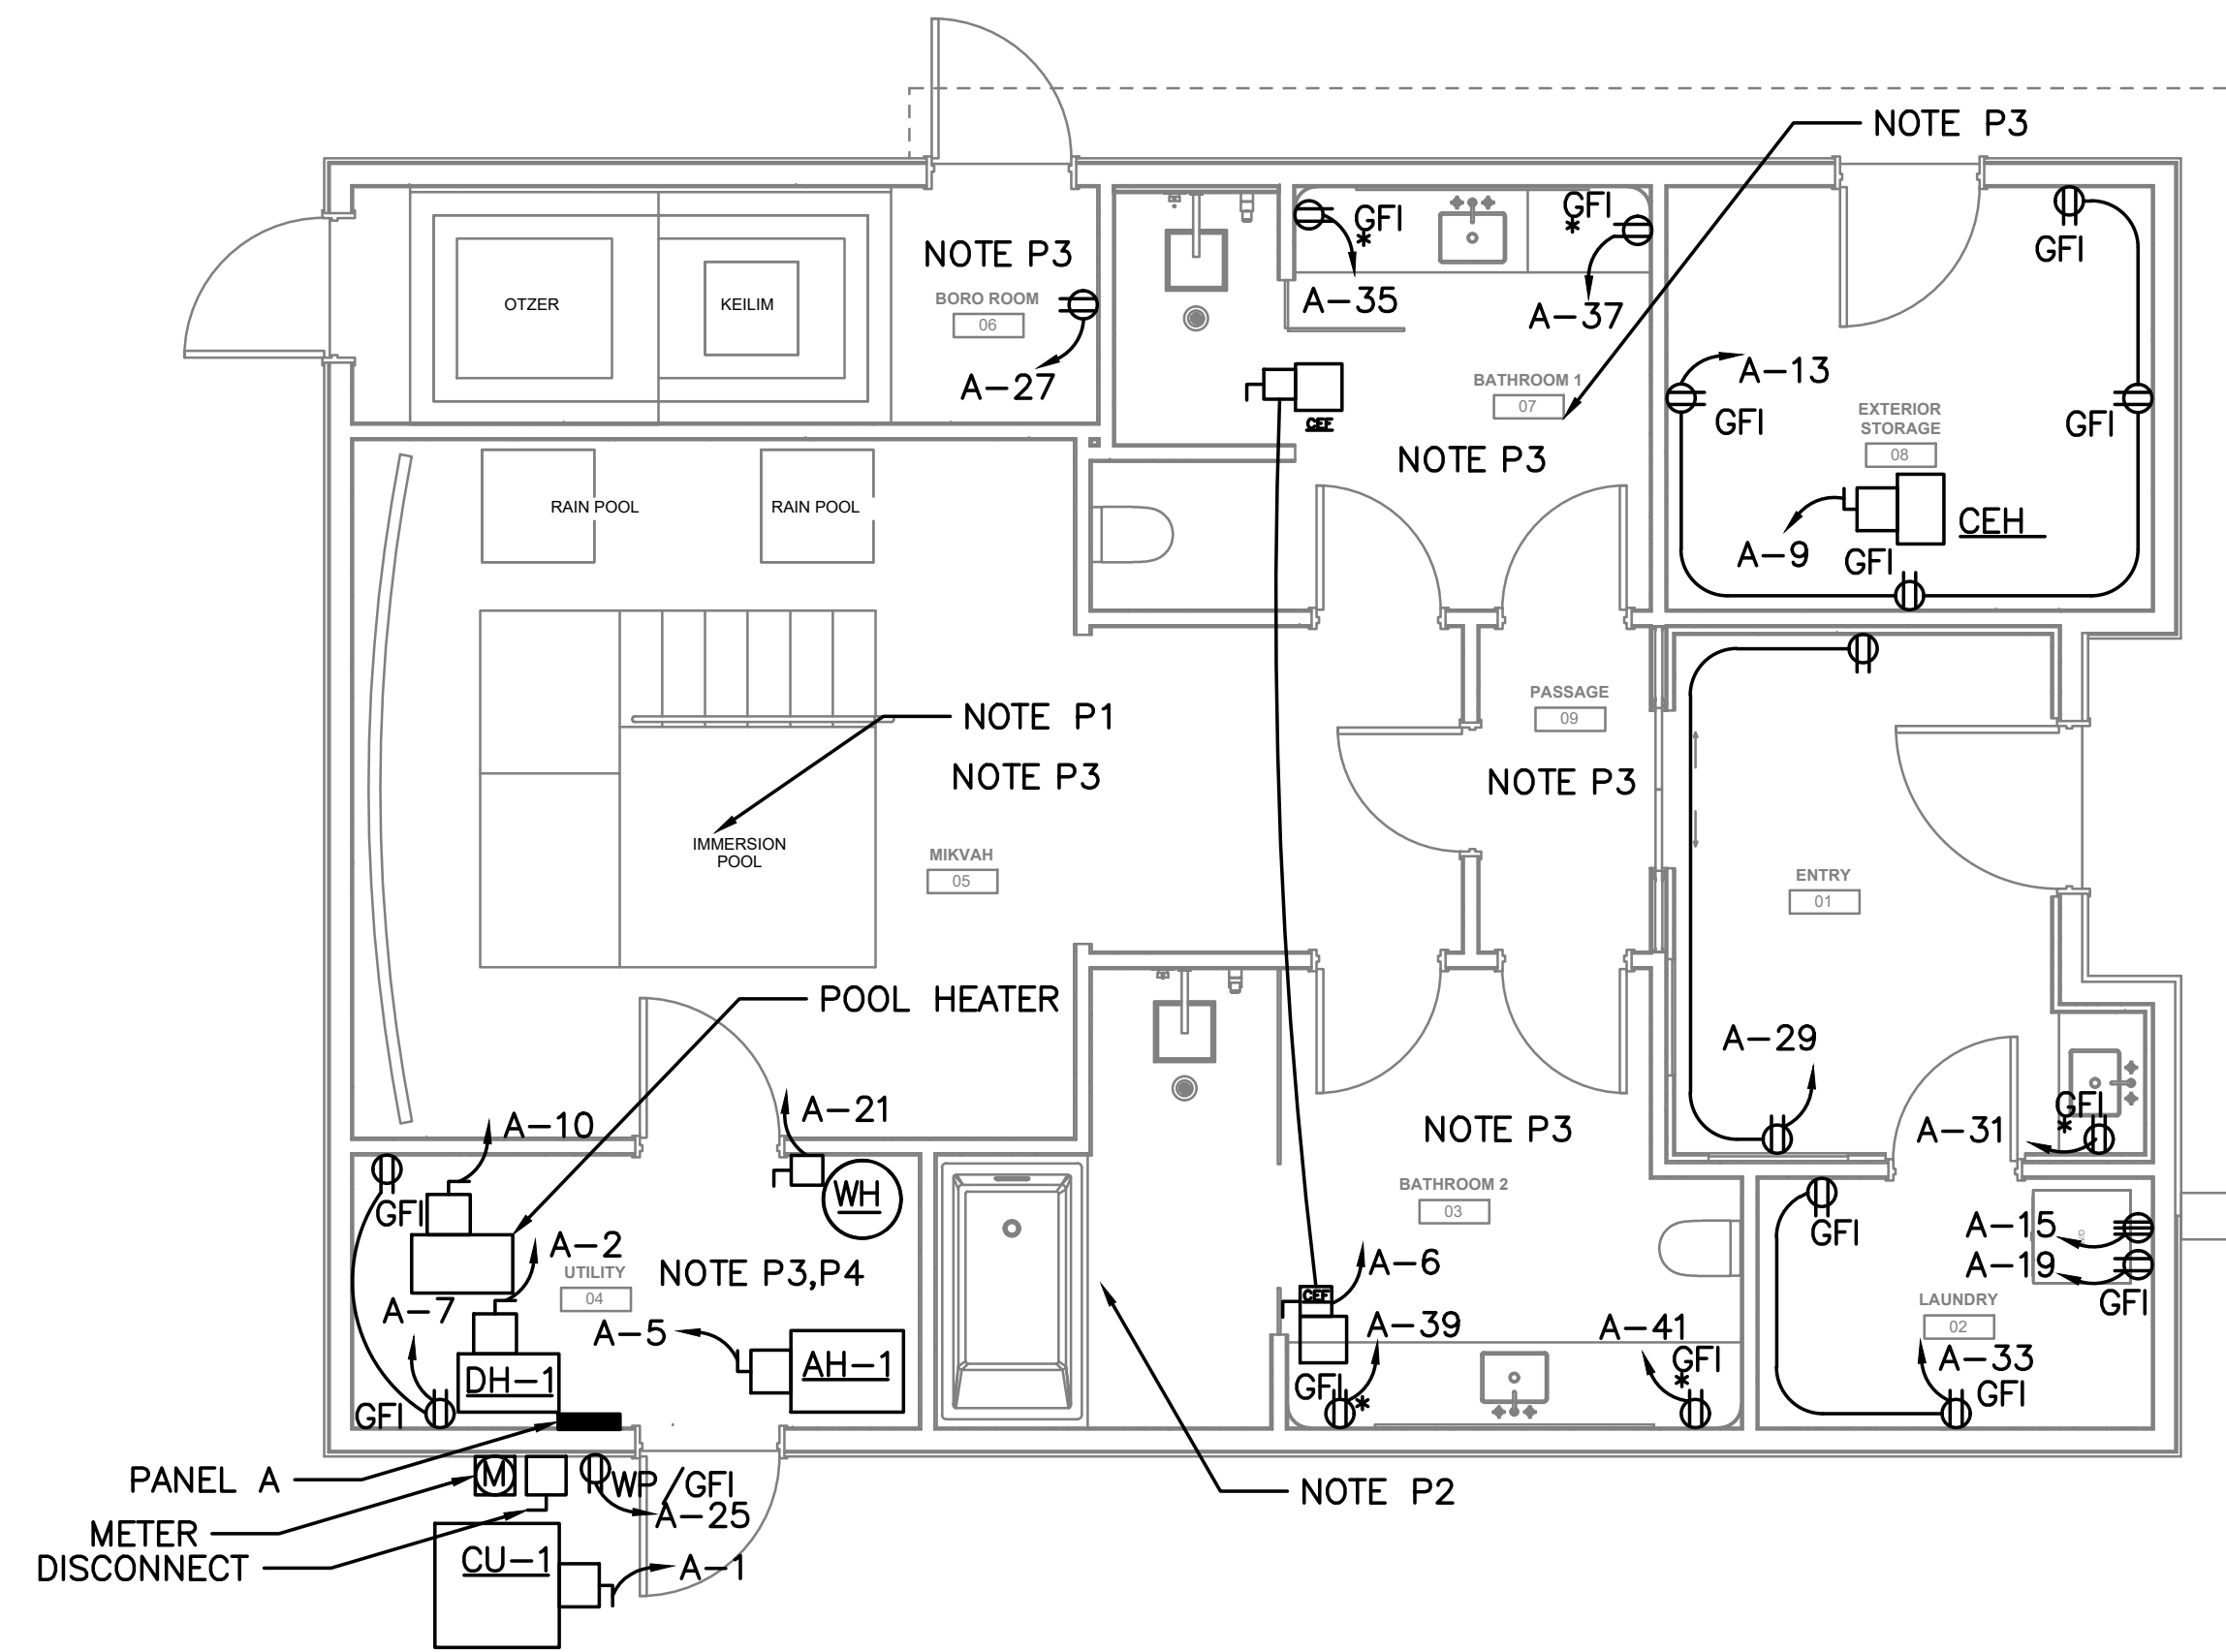 NOTE P3
GFI
*
GFI
*
GFI
NOTE P3
BORO ROOM
06
OTZER
KEILIM
A-35
A-37
A-27
A-13
GFI
GFI
BATHROOM 1
07
EXTERIOR
STORAGE
08
CEF
NOTE P3
RAIN POOL
RAIN POOL
CEH
A-9
GFI
PASSAGE
09
NOTE P1
NOTE P3
NOTE P3
IMMERSION
POOL
MIKVAH
05
ENTRY
01
POOL HEATER
A-29
A-10
A-21
NOTE P3
A-31
GFI
*
WH
GFI
BATHROOM 2
03
GFI
A-15
A-19
GFI
A-2
UTILITY
04
NOTE P3,P4
A-6
CEF
A-7
A-5
AH-1
A-39
A-41
LAUNDRY
02
DH-1
GFI
*
GFI
*
A-33
GFI
GFI
PANEL A
M
WP/GFI
A-25
NOTE P2
METER
DISCONNECT
CU-1
A-1